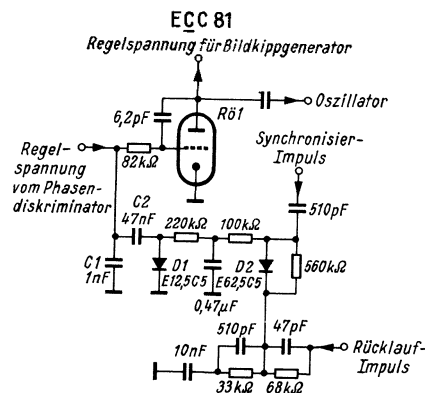 ECC 81
Regelspannung für Bildkippgenerator
6,2pF
Rö1
Oszillator
Regel-
spannung
vom Phasen-
diskriminator
82kΩ
Synchronisier-
Impuls
C2
47nF
220kΩ
100kΩ
510pF
C1
1nF
D1
E12,5C5
D2
E62,5C5
560kΩ
0,47µF
510pF
47pF
10nF
Rücklauf-
Impuls
33kΩ
68kΩ